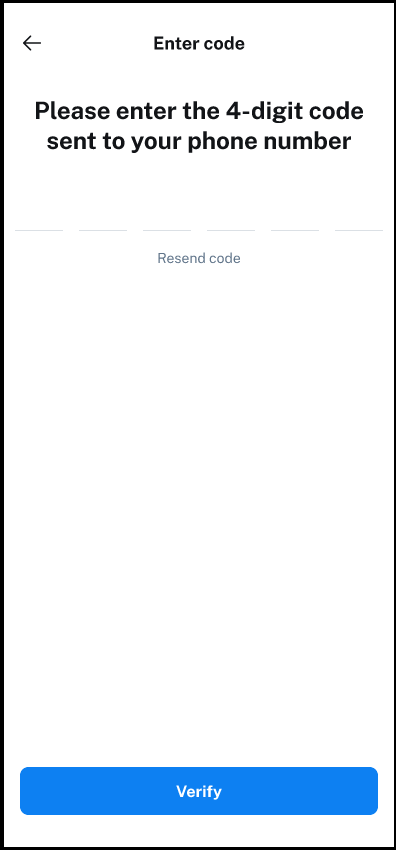 Enter code
Please enter the 4-digit code
sent to your phone number
Resend code
Verify